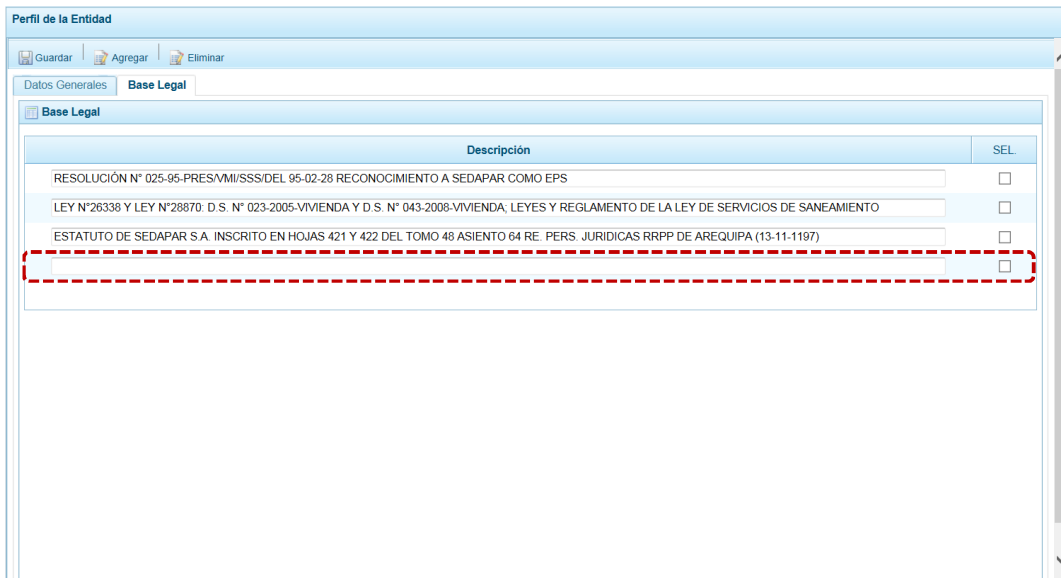 Perfil de la Entidad
Guardar Agregar Eliminar
Datos Generales Base Legal
Base Legal
Descripción SEL.
RESOLUCIÓN N° 025-95-PRES/VMI/SSS/DEL 95-02-28 RECONOCIMIENTO A SEDAPAR COMO EPS
LEY N°26338 Y LEY N°28870: D.S. N° 023-2005-VIVIENDA Y D.S. N° 043-2008-VIVIENDA; LEYES Y REGLAMENTO DE LA LEY DE SERVICIOS DE SANEAMIENTO
ESTATUTO DE SEDAPAR S.A. INSCRITO EN HOJAS 421 Y 422 DEL TOMO 48 ASIENTO 64 RE. PERS. JURIDICAS RRPP DE AREQUIPA (13-11-1197)